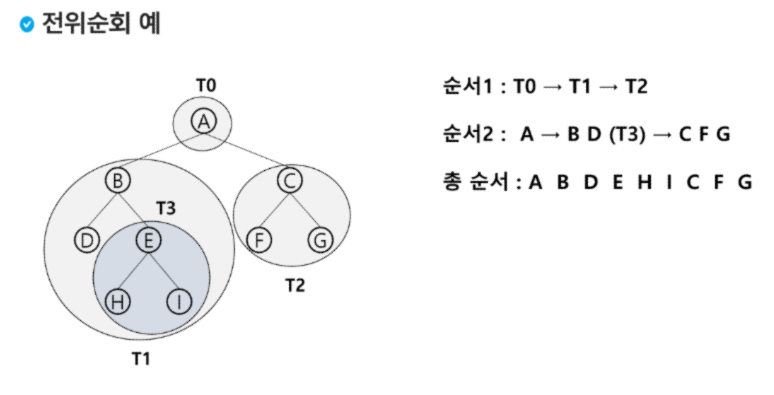 전위순회 예
T0
A
B
C
T3
D
E
F
G
H
I
T2
T1
순서1 : T0 → T1 → T2
순서2 : A → B D (T3) → C F G
총 순서 : A B D E H I C F G